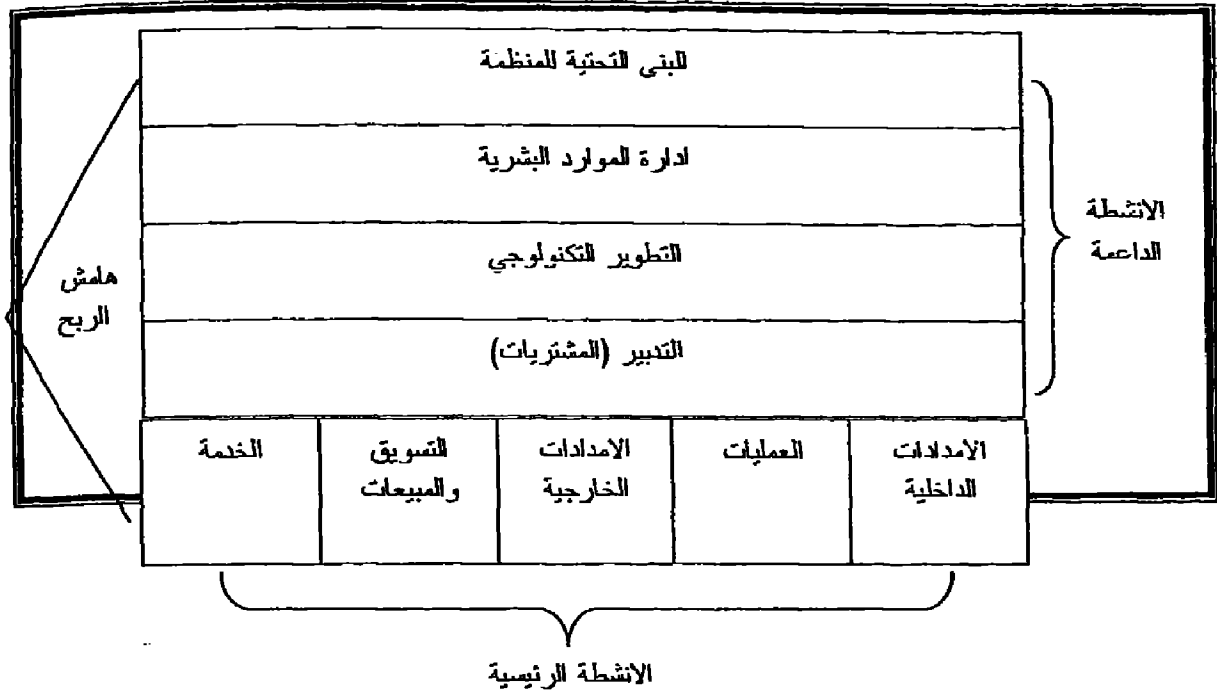 البنى التحتية للمنظمة
ادارة الموارد البشرية
التطوير التكنولوجي
التدبير (المشتريات)
الانشطة
الداعمة
هامش
الربح
الامدادات
الداخلية
العمليات
الامدادات
الخارجية
التسويق
والمبيعات
الخدمة
الانشطة الرئيسية